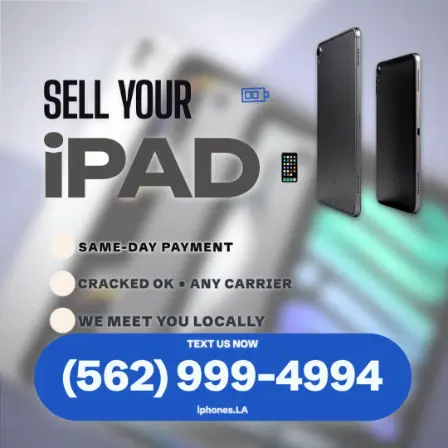 SELL YOUR
iPAD
SAME-DAY PAYMENT
CRACKED OK • ANY CARRIER
WE MEET YOU LOCALLY
TEXT US NOW
(562) 999-4994
iphones.LA